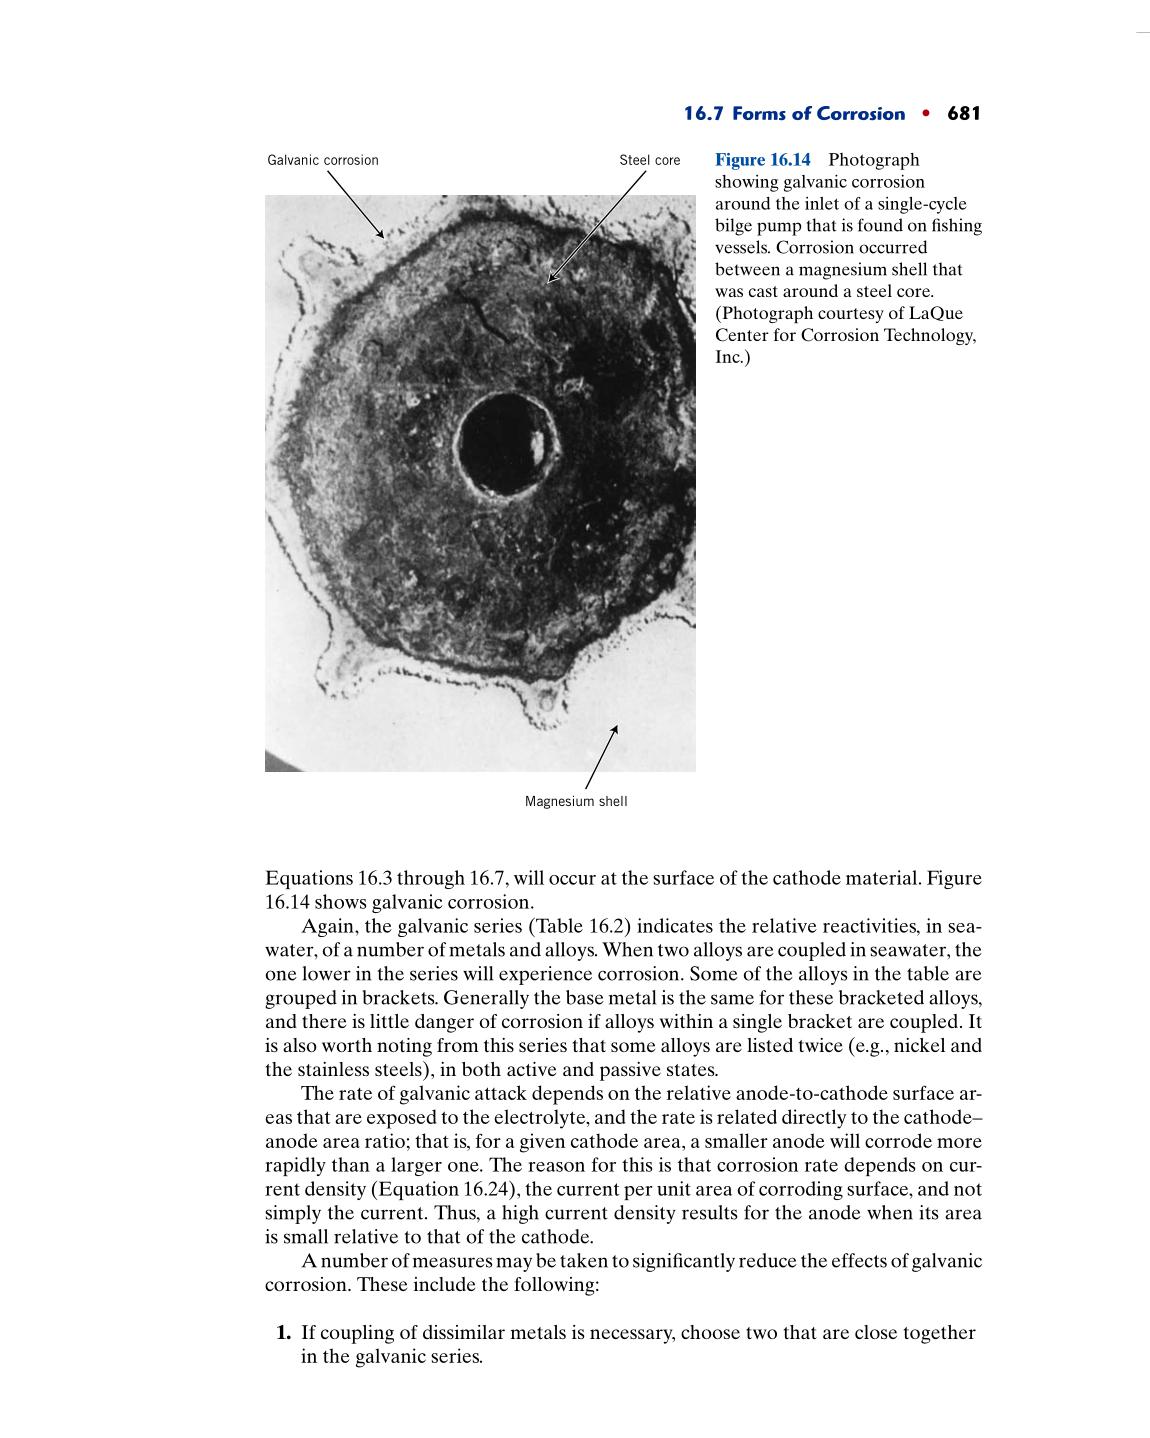 16.7 Forms of Corrosion • 681
Galvanic corrosion
Steel core
Figure 16.14 Photograph
showing galvanic corrosion
around the inlet of a single-cycle
bilge pump that is found on fishing
vessels. Corrosion occurred
between a magnesium shell that
was cast around a steel core.
(Photograph courtesy of LaQue
Center for Corrosion Technology,
Inc.)
Magnesium shell
Equations 16.3 through 16.7, will occur at the surface of the cathode material. Figure
16.14 shows galvanic corrosion.
Again, the galvanic series (Table 16.2) indicates the relative reactivities, in sea-
water, of a number of metals and alloys. When two alloys are coupled in seawater, the
one lower in the series will experience corrosion. Some of the alloys in the table are
grouped in brackets. Generally the base metal is the same for these bracketed alloys,
and there is little danger of corrosion if alloys within a single bracket are coupled. It
is also worth noting from this series that some alloys are listed twice (e.g., nickel and
the stainless steels), in both active and passive states.
The rate of galvanic attack depends on the relative anode-to-cathode surface ar-
eas that are exposed to the electrolyte, and the rate is related directly to the cathode–
anode area ratio; that is, for a given cathode area, a smaller anode will corrode more
rapidly than a larger one. The reason for this is that corrosion rate depends on cur-
rent density (Equation 16.24), the current per unit area of corroding surface, and not
simply the current. Thus, a high current density results for the anode when its area
is small relative to that of the cathode.
A number of measures may be taken to significantly reduce the effects of galvanic
corrosion. These include the following:
1. If coupling of dissimilar metals is necessary, choose two that are close together
in the galvanic series.